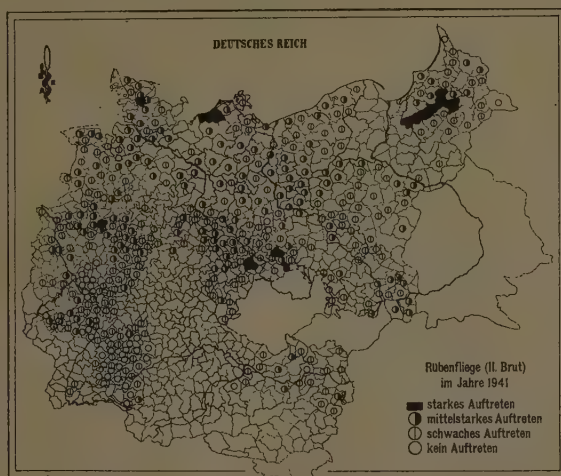 DEUTSCHES REICH
Rübenfliege (II. Brut)
im Jahre 1941
starkes Auftreten
mittelstarkes Auftreten
schwaches Auftreten
kein Auftreten